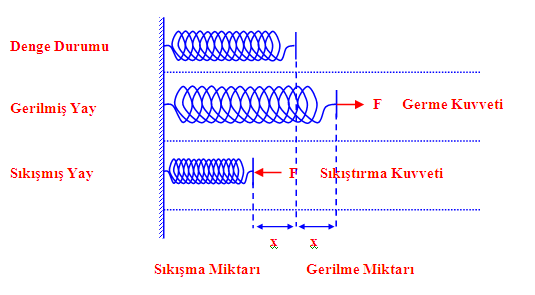 Denge Durumu
Gerilmiş Yay
F Germe Kuvveti
Sıkışmış Yay
F Sıkıştırma Kuvveti
x x
Sıkışma Miktarı Gerilme Miktarı